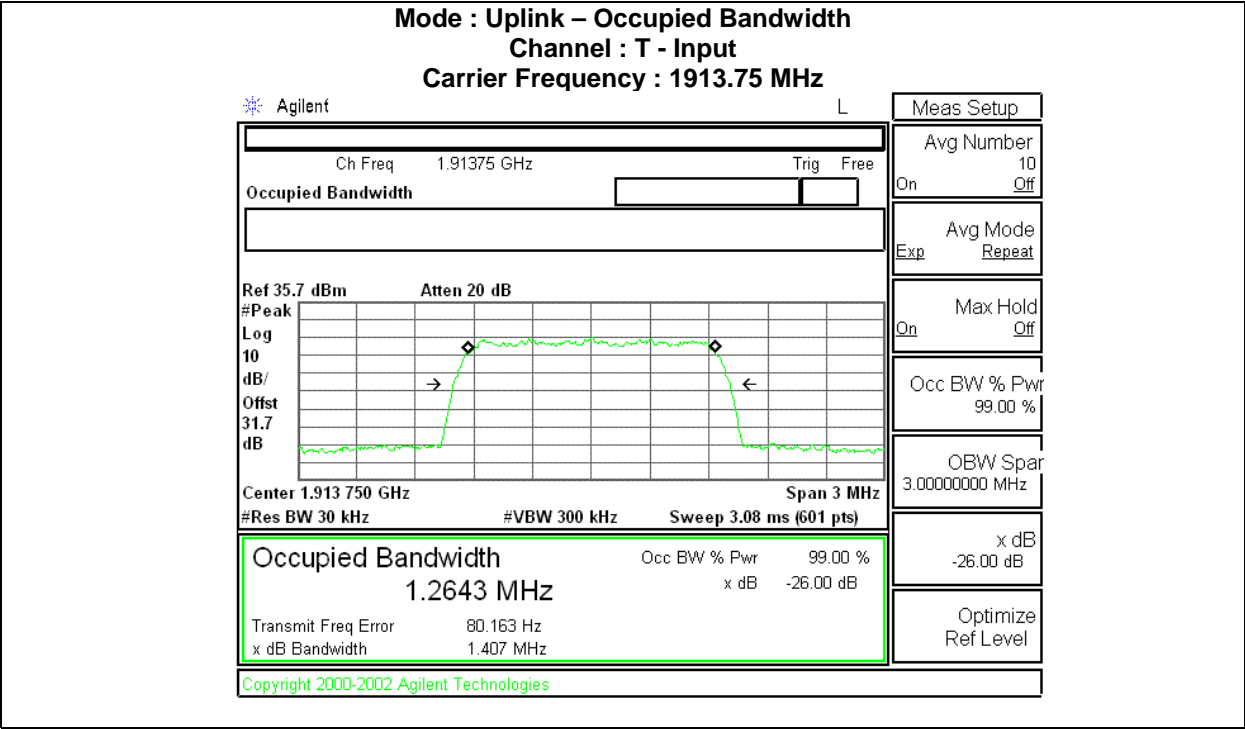 Mode : Uplink – Occupied Bandwidth
Channel : T - Input
Carrier Frequency : 1913.75 MHz
Agilent L
Ch Freq 1.91375 GHz Trig Free
Occupied Bandwidth
Ref 35.7 dBm Atten 20 dB
#Peak
Log
10
dB/
Offst
31.7
dB
Center 1.913 750 GHz Span 3 MHz
#Res BW 30 kHz #VBW 300 kHz Sweep 3.08 ms (601 pts)
Occupied Bandwidth Occ BW % Pwr 99.00 %
1.2643 MHz x dB -26.00 dB
Transmit Freq Error 80.163 Hz
x dB Bandwidth 1.407 MHz
Copyright 2000-2002 Agilent Technologies
Meas Setup
Avg Number
10
On Off
Avg Mode
Exp Repeat
Max Hold
On Off
Occ BW % Pwr
99.00 %
OBW Span
3.00000000 MHz
x dB
-26.00 dB
Optimize
Ref Level